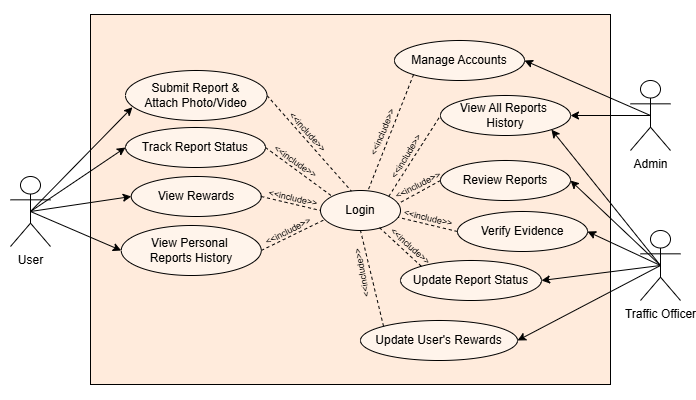 Submit Report &
Attach Photo/Video
Track Report Status
View Rewards
View Personal
Reports History
User
<<include>>
<<include>>
<<include>>
<<include>>
Login
<<include>>
<<include>>
<<include>>
<<include>>
<<include>>
<<include>>
Manage Accounts
View All Reports
History
Review Reports
Verify Evidence
Update Report Status
Update User's Rewards
Admin
Traffic Officer